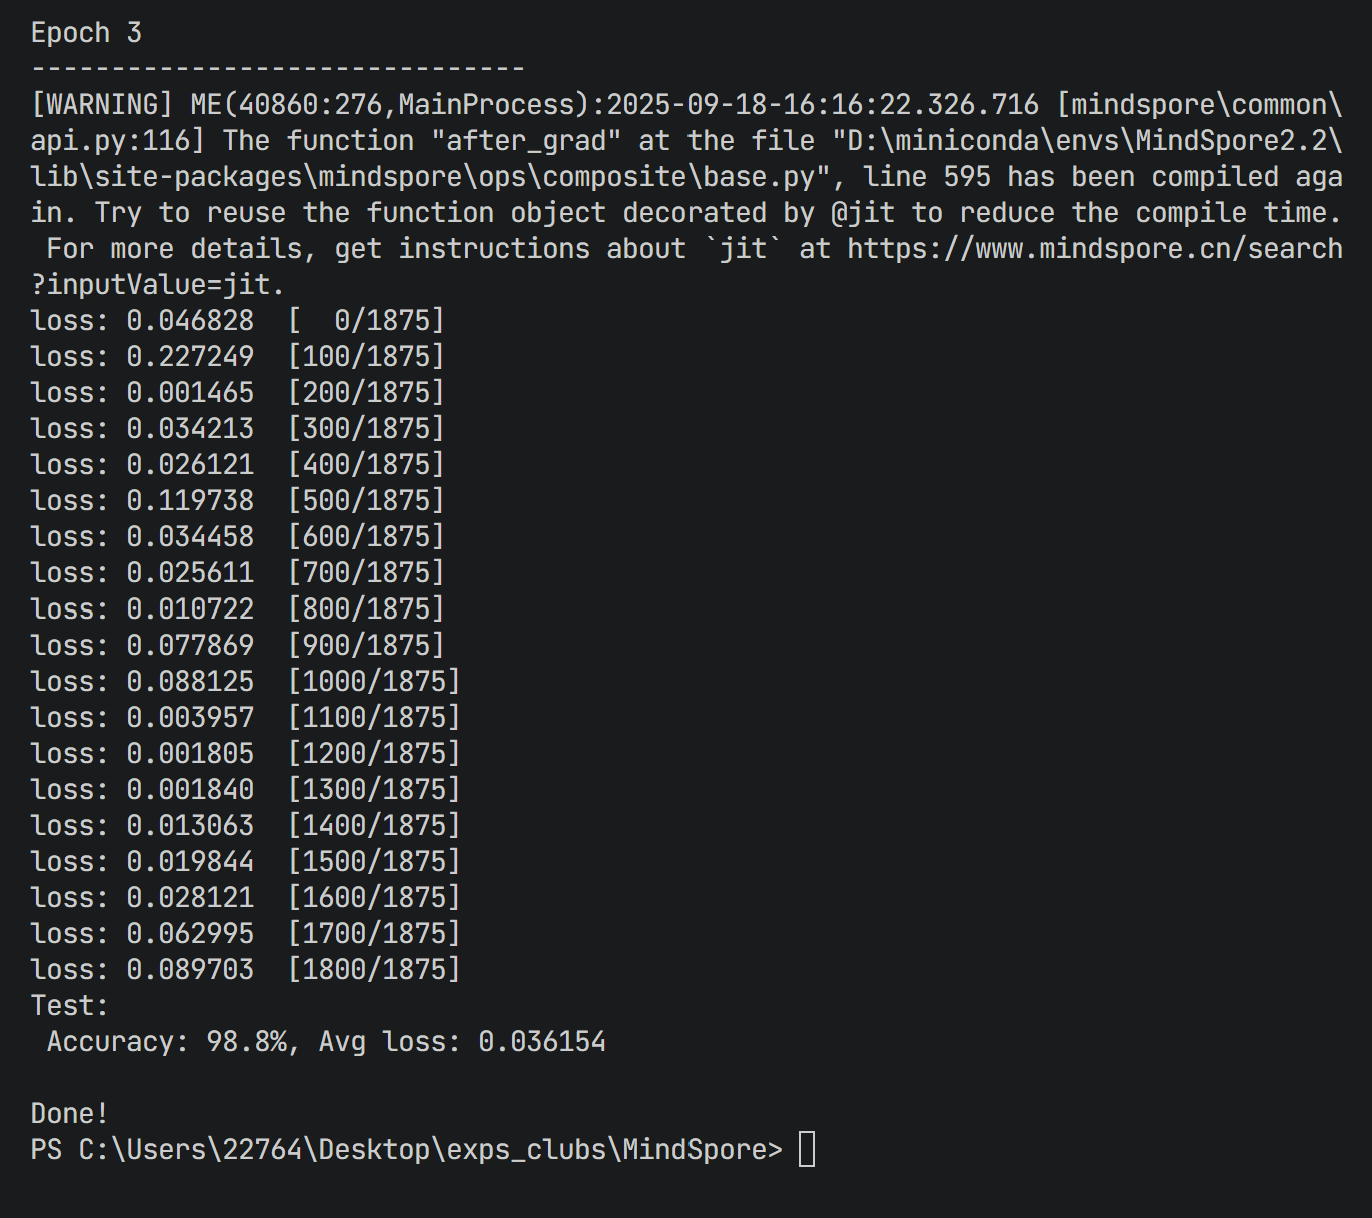 Epoch 3
-------------------------------
[WARNING] ME(40860:276,MainProcess):2025-09-18-16:16:22.326.716 [mindspore\common\
api.py:116] The function "after_grad" at the file "D:\miniconda\envs\MindSpore2.2\
lib\site-packages\mindspore\ops\composite\base.py", line 595 has been compiled aga
in. Try to reuse the function object decorated by @jit to reduce the compile time.
 For more details, get instructions about `jit` at https://www.mindspore.cn/search
?inputValue=jit.
loss: 0.046828  [  0/1875]
loss: 0.227249  [100/1875]
loss: 0.001465  [200/1875]
loss: 0.034213  [300/1875]
loss: 0.026121  [400/1875]
loss: 0.119738  [500/1875]
loss: 0.034458  [600/1875]
loss: 0.025611  [700/1875]
loss: 0.010722  [800/1875]
loss: 0.077869  [900/1875]
loss: 0.088125  [1000/1875]
loss: 0.003957  [1100/1875]
loss: 0.001805  [1200/1875]
loss: 0.001840  [1300/1875]
loss: 0.013063  [1400/1875]
loss: 0.019844  [1500/1875]
loss: 0.028121  [1600/1875]
loss: 0.062995  [1700/1875]
loss: 0.089703  [1800/1875]
Test:
 Accuracy: 98.8%, Avg loss: 0.036154

Done!
PS C:\Users\22764\Desktop\exps_clubs\MindSpore>